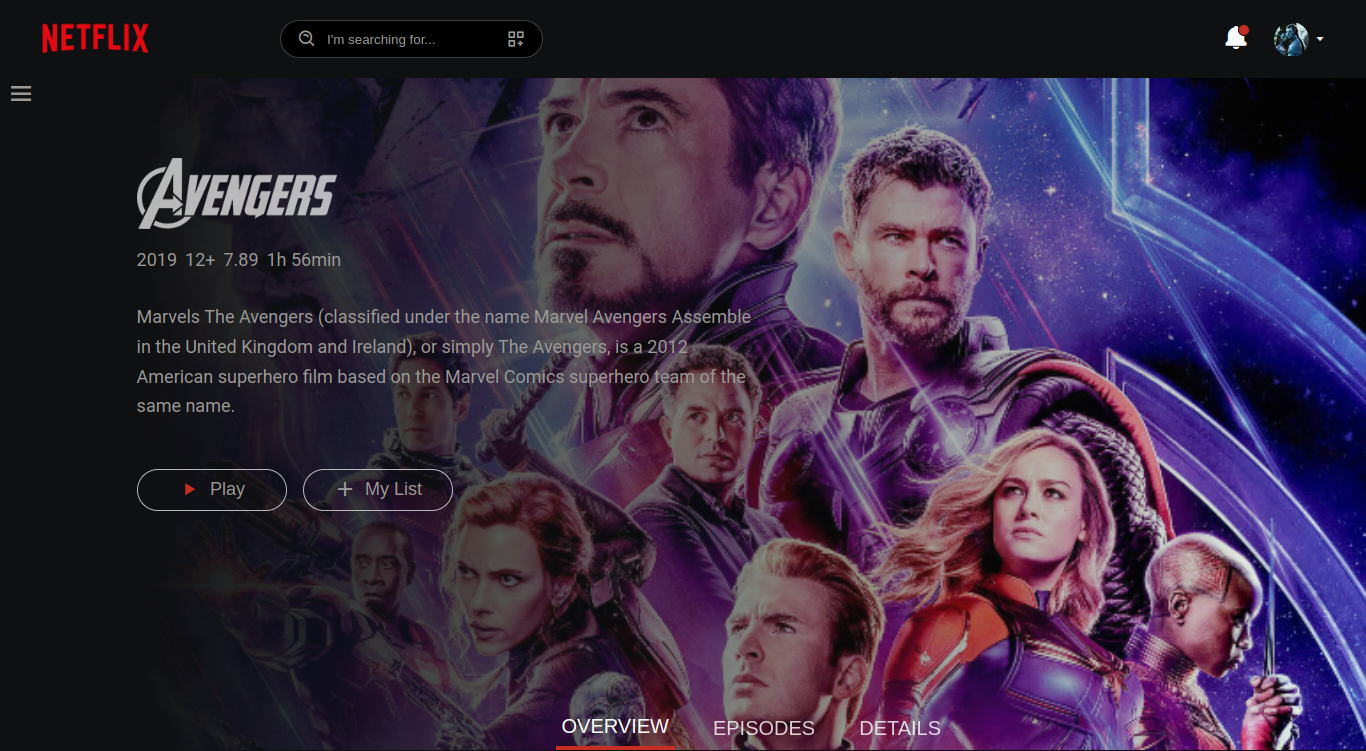 NETFLIX
I'm searching for...
AVENGERS
2019 12+ 7.89 1h 56min
Marvels The Avengers (classified under the name Marvel Avengers Assemble
in the United Kingdom and Ireland), or simply The Avengers, is a 2012
American superhero film based on the Marvel Comics superhero team of the
same name.
Play
My List
OVERVIEW EPISODES DETAILS